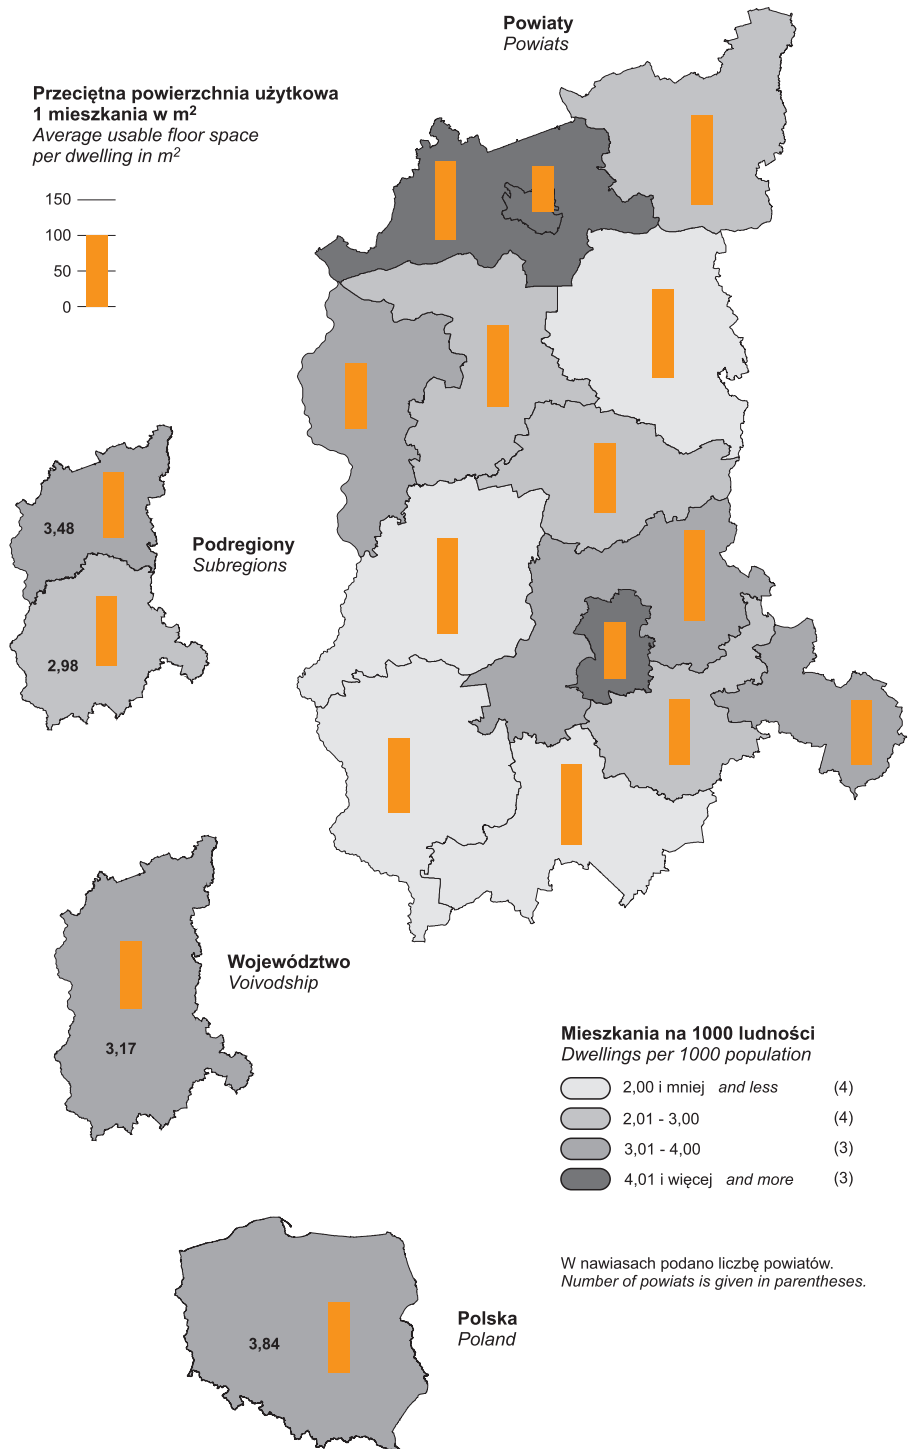 Powiaty
Powiats
Przeciętna powierzchnia użytkowa
1 mieszkania w m²
Average usable floor space
per dwelling in m²
150
100
50
0
3,48
Podregiony
Subregions
2,98
Województwo
Voivodship
3,17
Mieszkania na 1000 ludności
Dwellings per 1000 population
2,00 i mniej and less (4)
2,01 - 3,00 (4)
3,01 - 4,00 (3)
4,01 i więcej and more (3)
W nawiasach podano liczbę powiatów.
Number of powiats is given in parentheses.
Polska
Poland
3,84